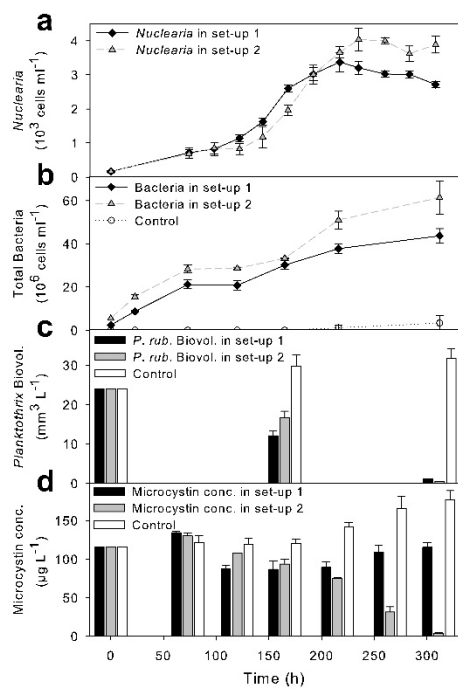 a
Nuclearia in set-up 1
Nuclearia in set-up 2
Nuclearia
(10³ cells ml⁻¹)
4
3
2
1
0
b
Bacteria in set-up 1
Bacteria in set-up 2
Control
Total Bacteria
(10⁶ cells ml⁻¹)
60
40
20
0
c
P. rub. Biovol. in set-up 1
P. rub. Biovol. in set-up 2
Control
Planktothrix Biovol.
(mm³ L⁻¹)
30
20
10
0
d
Microcystin conc. in set-up 1
Microcystin conc. in set-up 2
Control
Microcystin conc.
(µg L⁻¹)
150
100
50
0
0 50 100 150 200 250 300
Time (h)